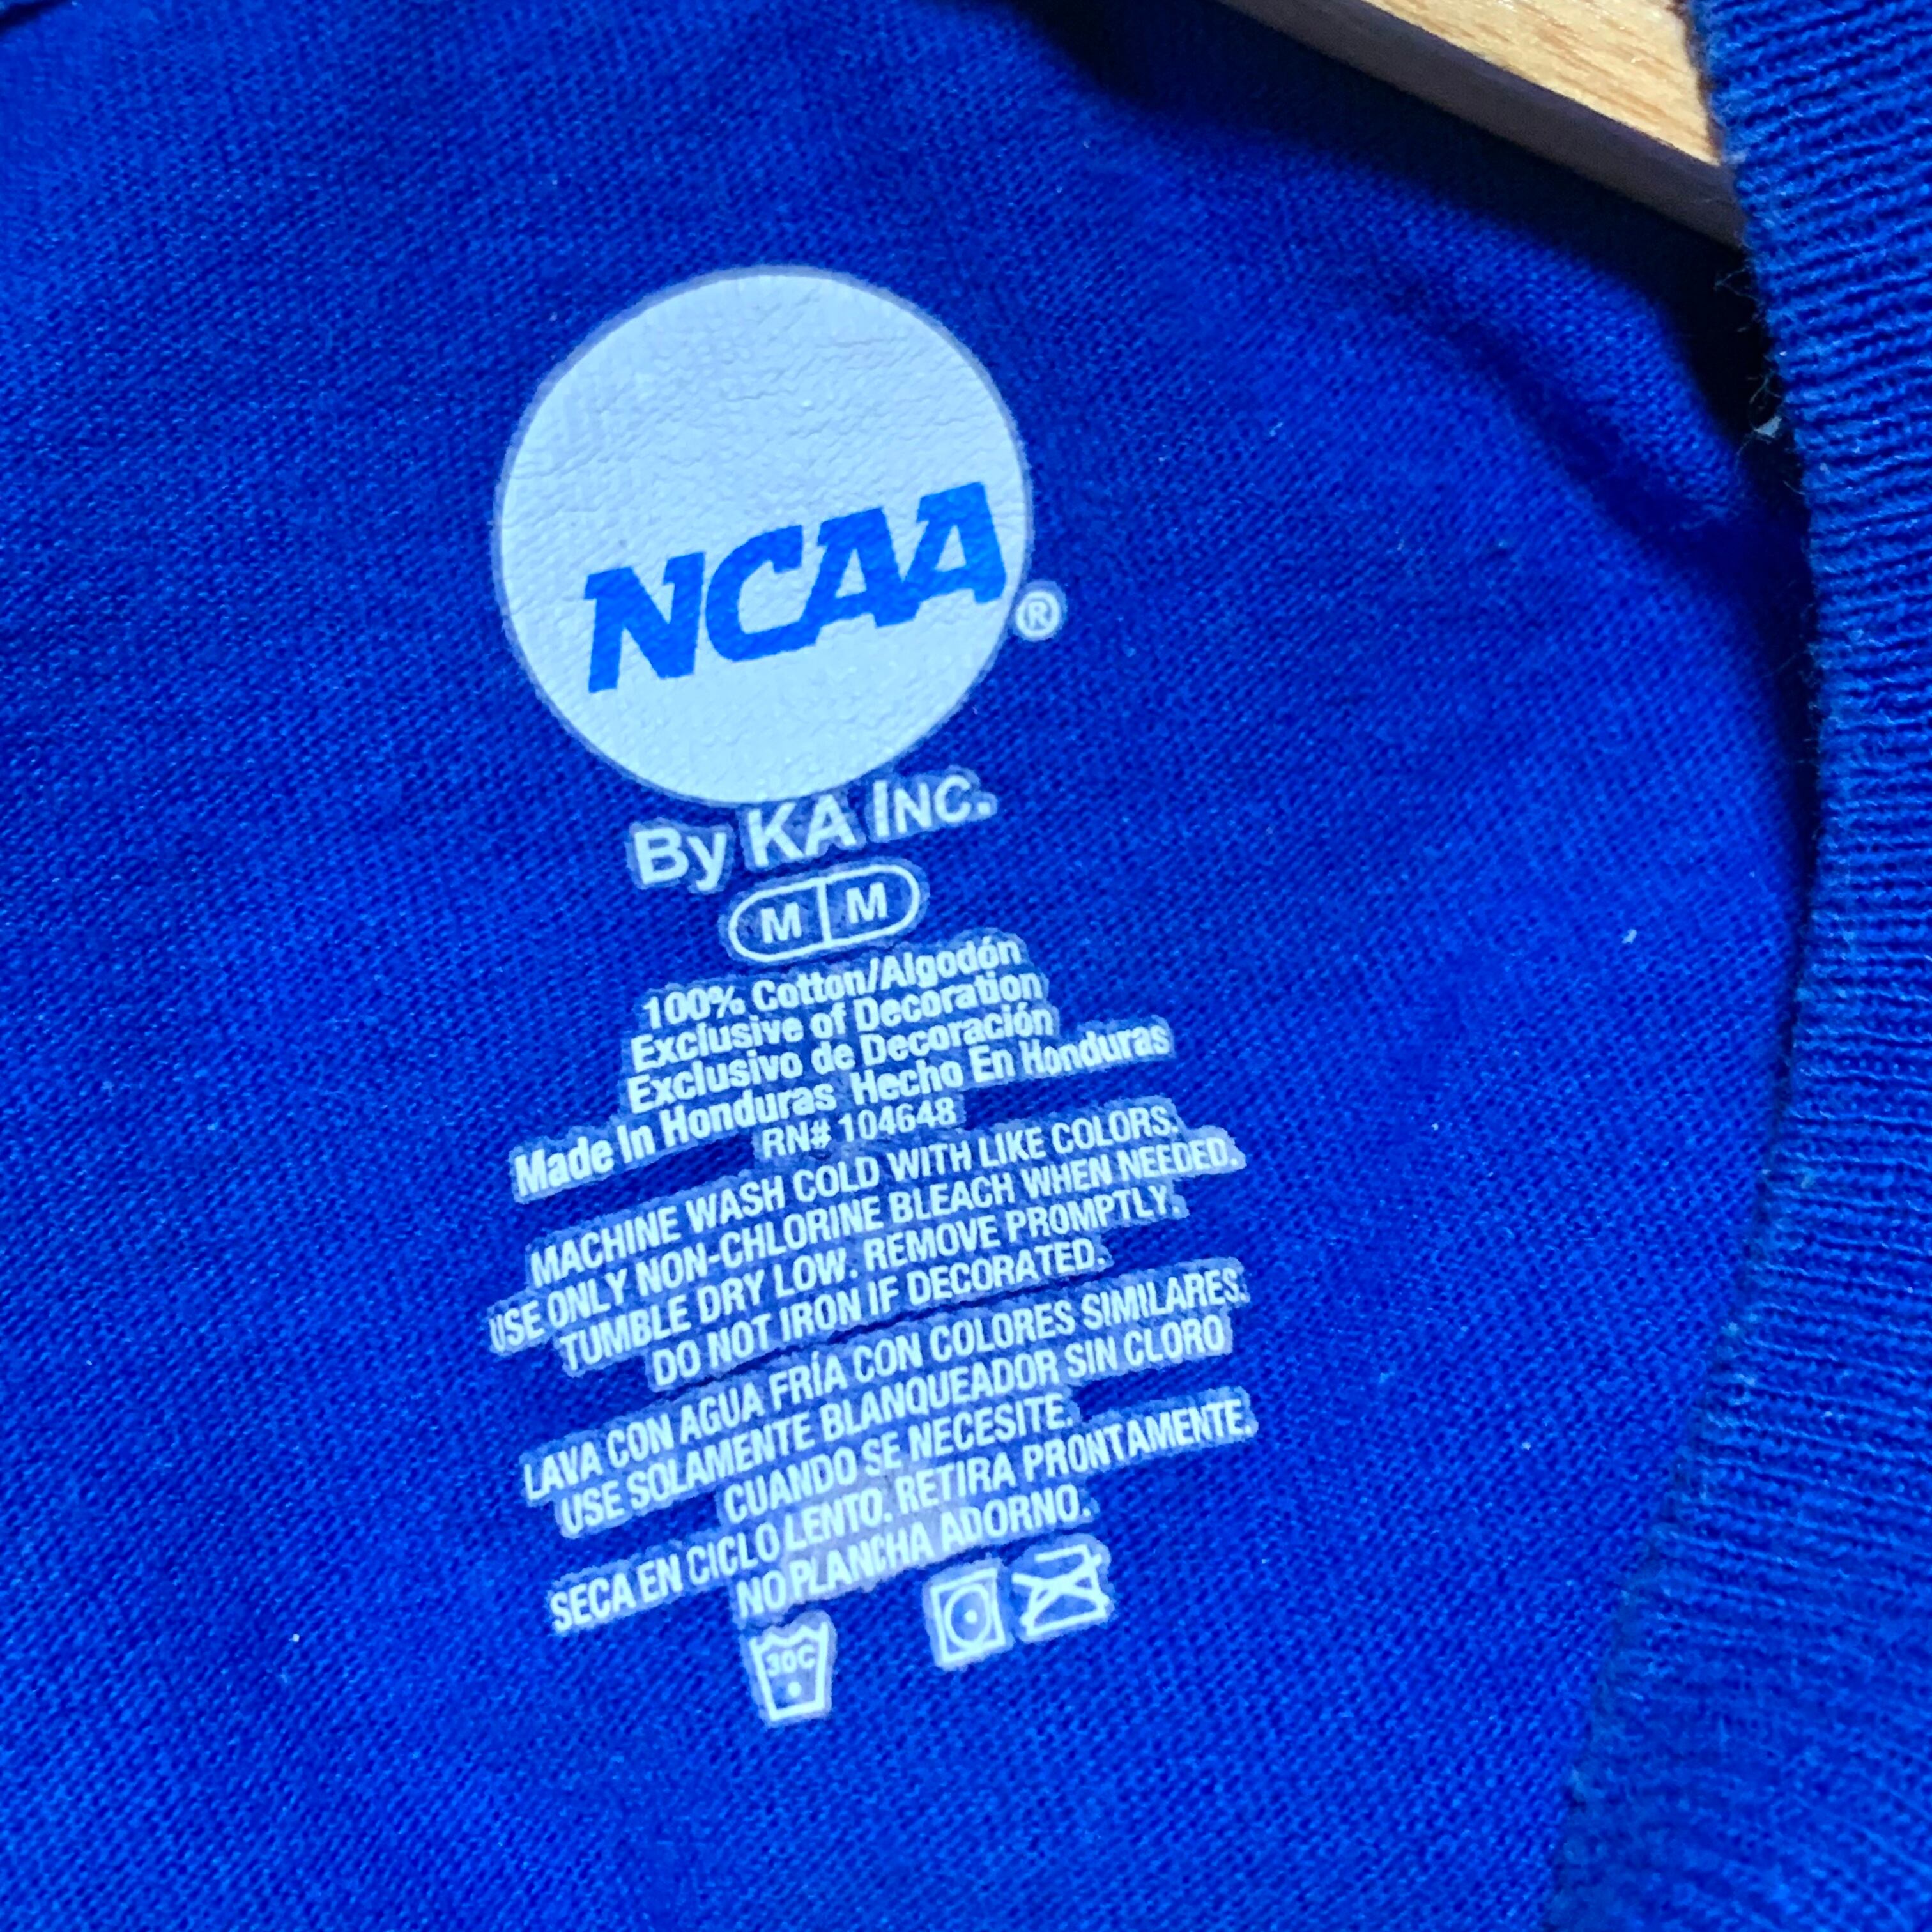 NCAA
®
By KA INC.
M M
100% Cotton/Algodón
Exclusive of Decoration
Exclusivo de Decoración
Made In Honduras Hecho En Honduras
RN# 104648
MACHINE WASH COLD WITH LIKE COLORS.
USE ONLY NON-CHLORINE BLEACH WHEN NEEDED.
TUMBLE DRY LOW. REMOVE PROMPTLY.
DO NOT IRON IF DECORATED.
LAVA CON AGUA FRÍA CON COLORES SIMILARES.
USE SOLAMENTE BLANQUEADOR SIN CLORO
CUANDO SE NECESITE.
SECA EN CICLO LENTO. RETIRA PRONTAMENTE.
NO PLANCHA ADORNO.
30C